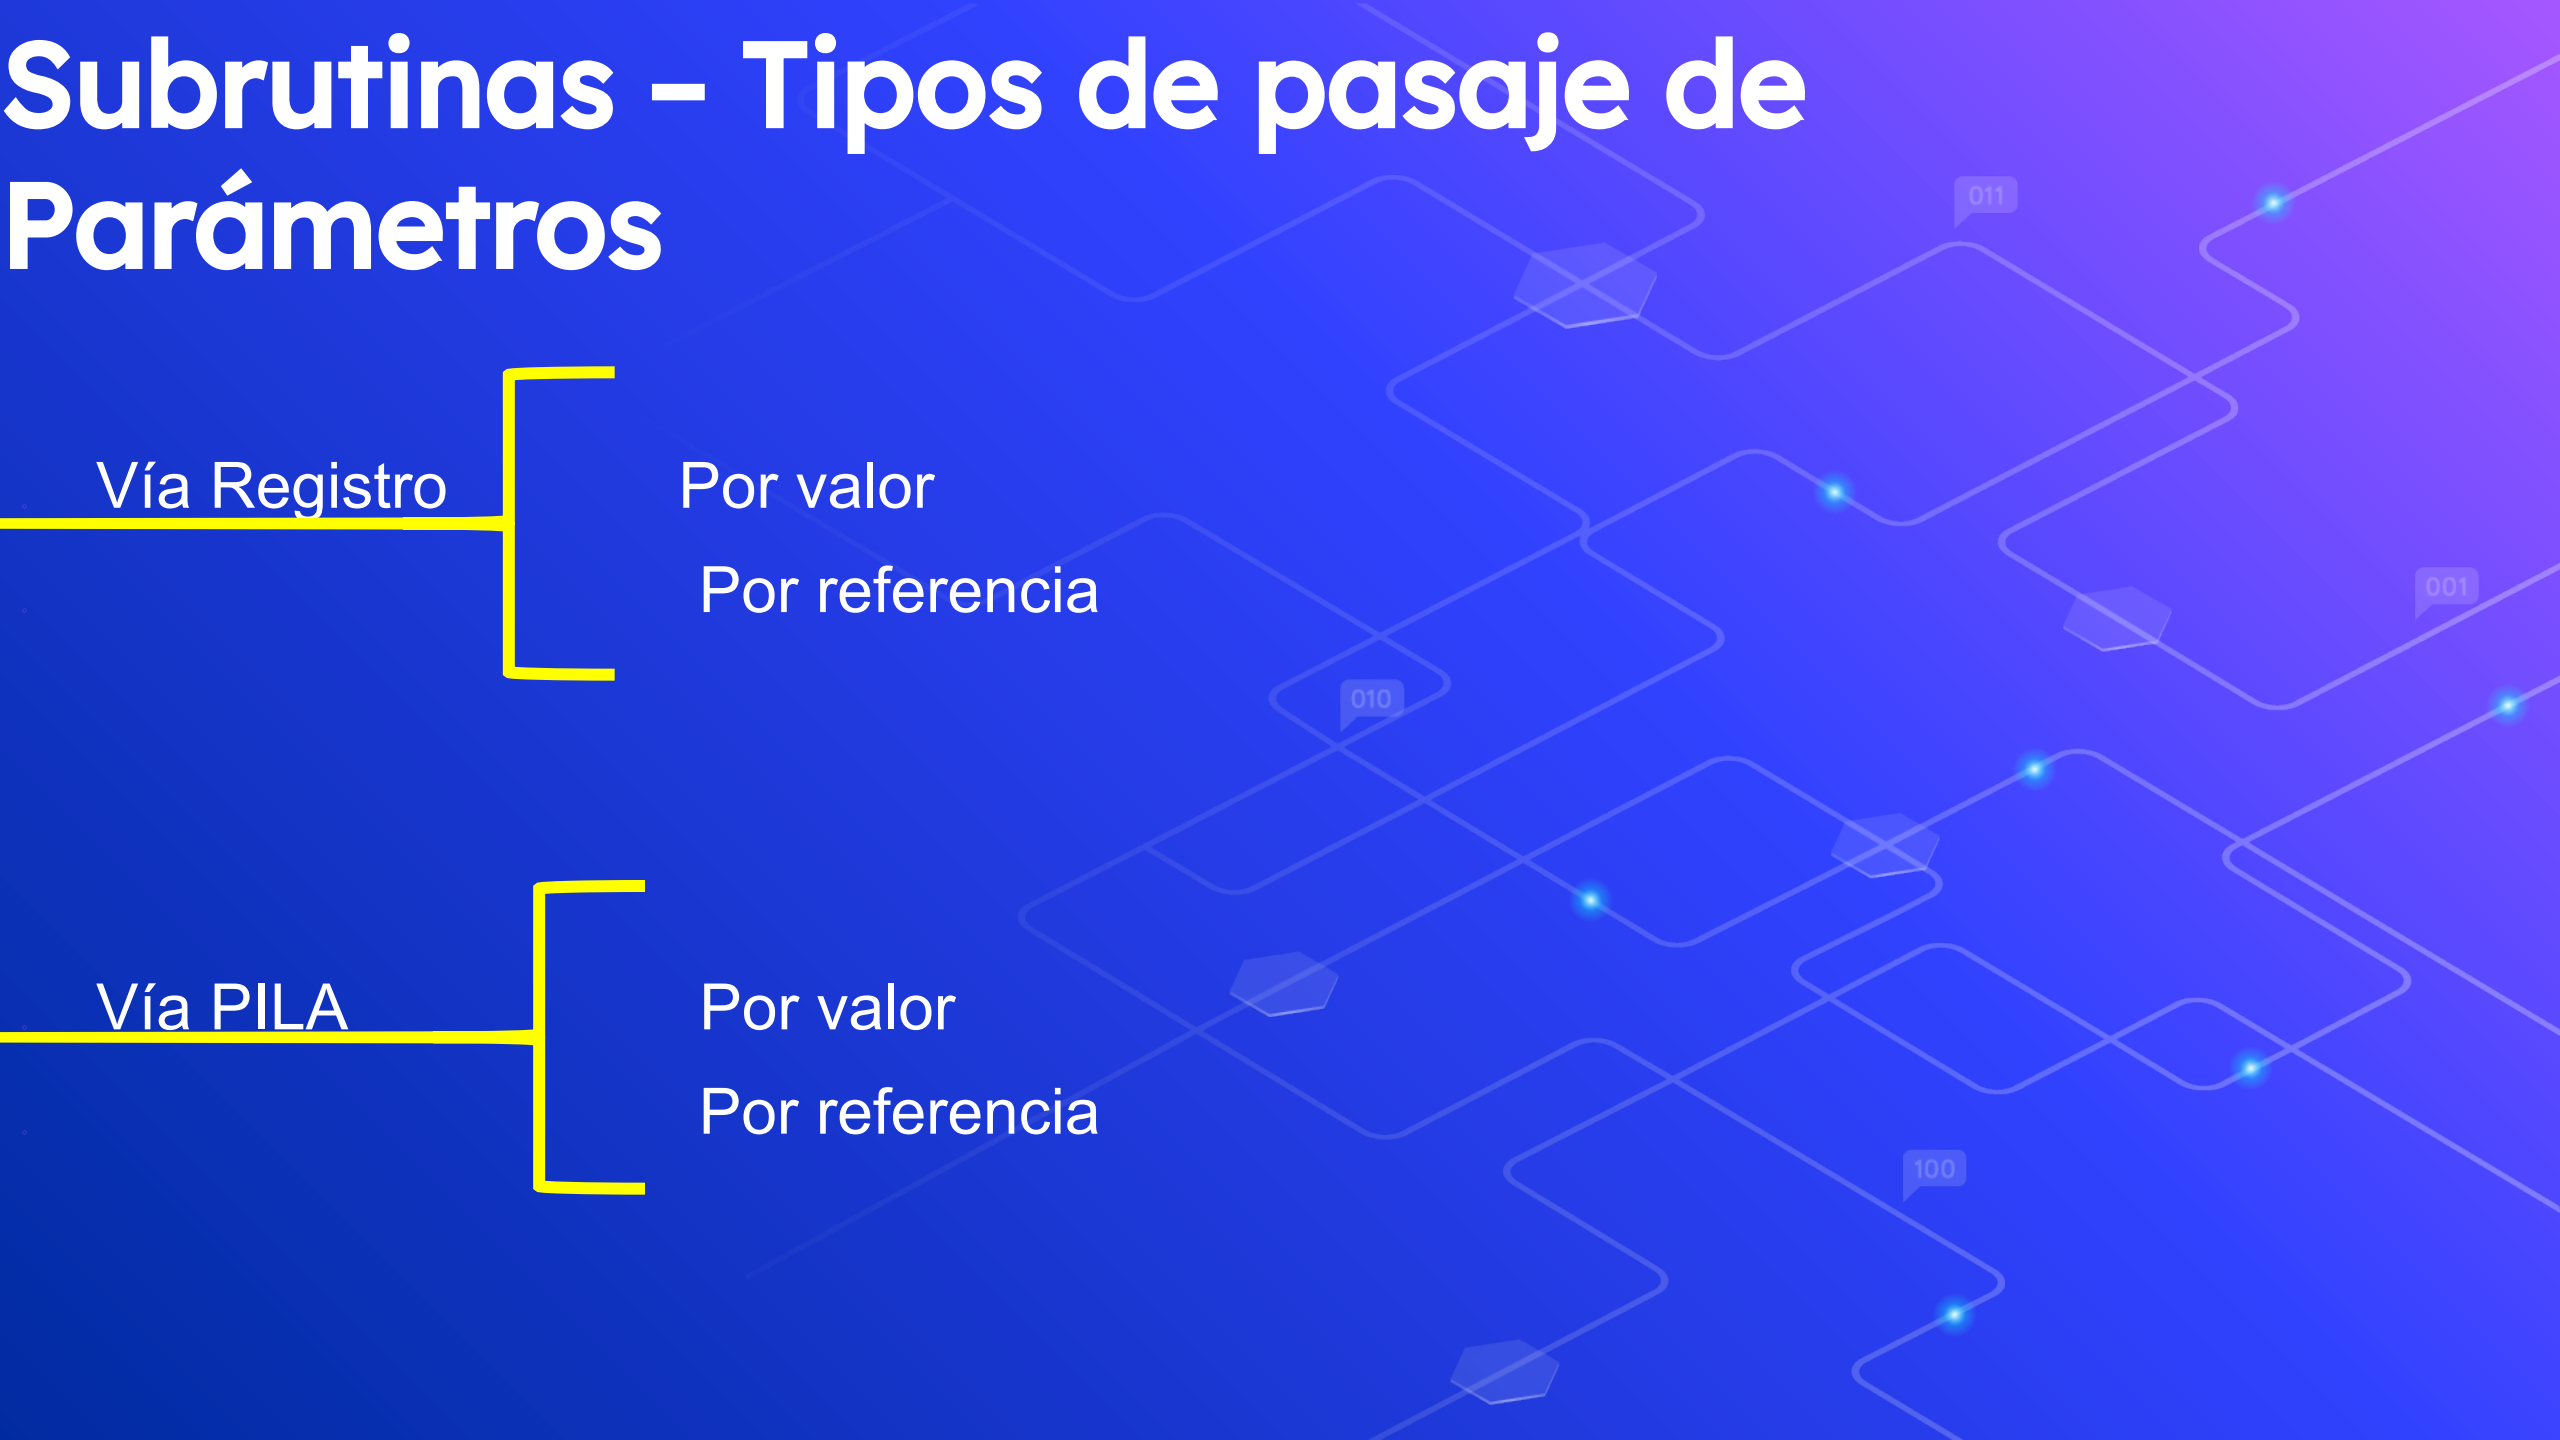 Subrutinas – Tipos de pasaje de
Parámetros
011
Vía Registro Por valor
Por referencia
001
010
Vía PILA Por valor
Por referencia
100